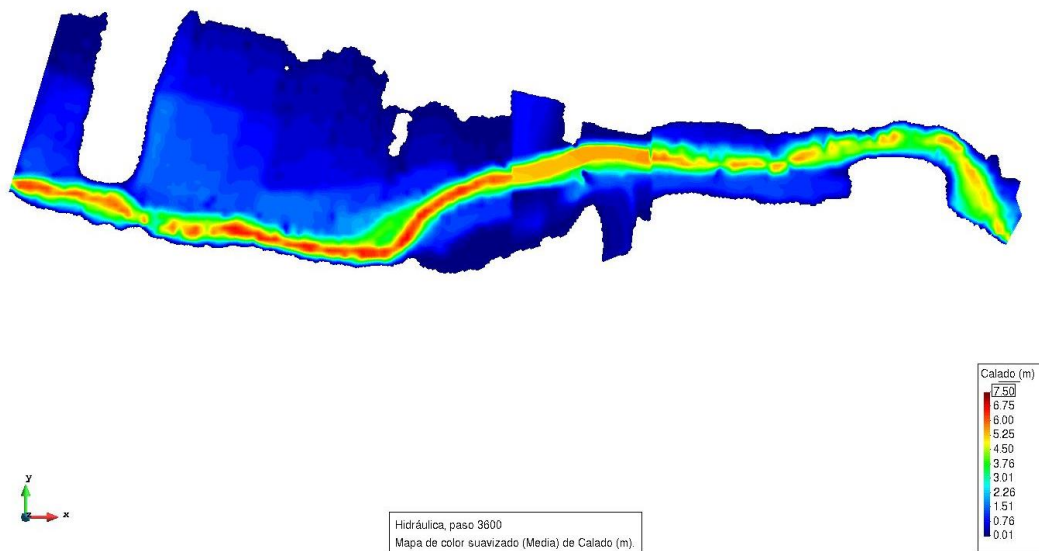 Calado (m)
7.50
6.75
6.00
5.25
4.50
3.76
3.01
2.26
1.51
0.76
0.01
y
z
x
Hidráulica, paso 3600
Mapa de color suavizado (Media) de Calado (m).